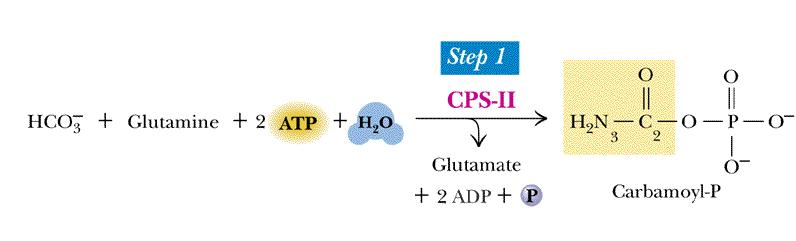 Step 1
CPS-II
HCO₃⁻ + Glutamine + 2 ATP + H₂O
Glutamate
+ 2 ADP + P
O O
H₂N — C — O — P — O⁻
3 2
O⁻
Carbamoyl-P